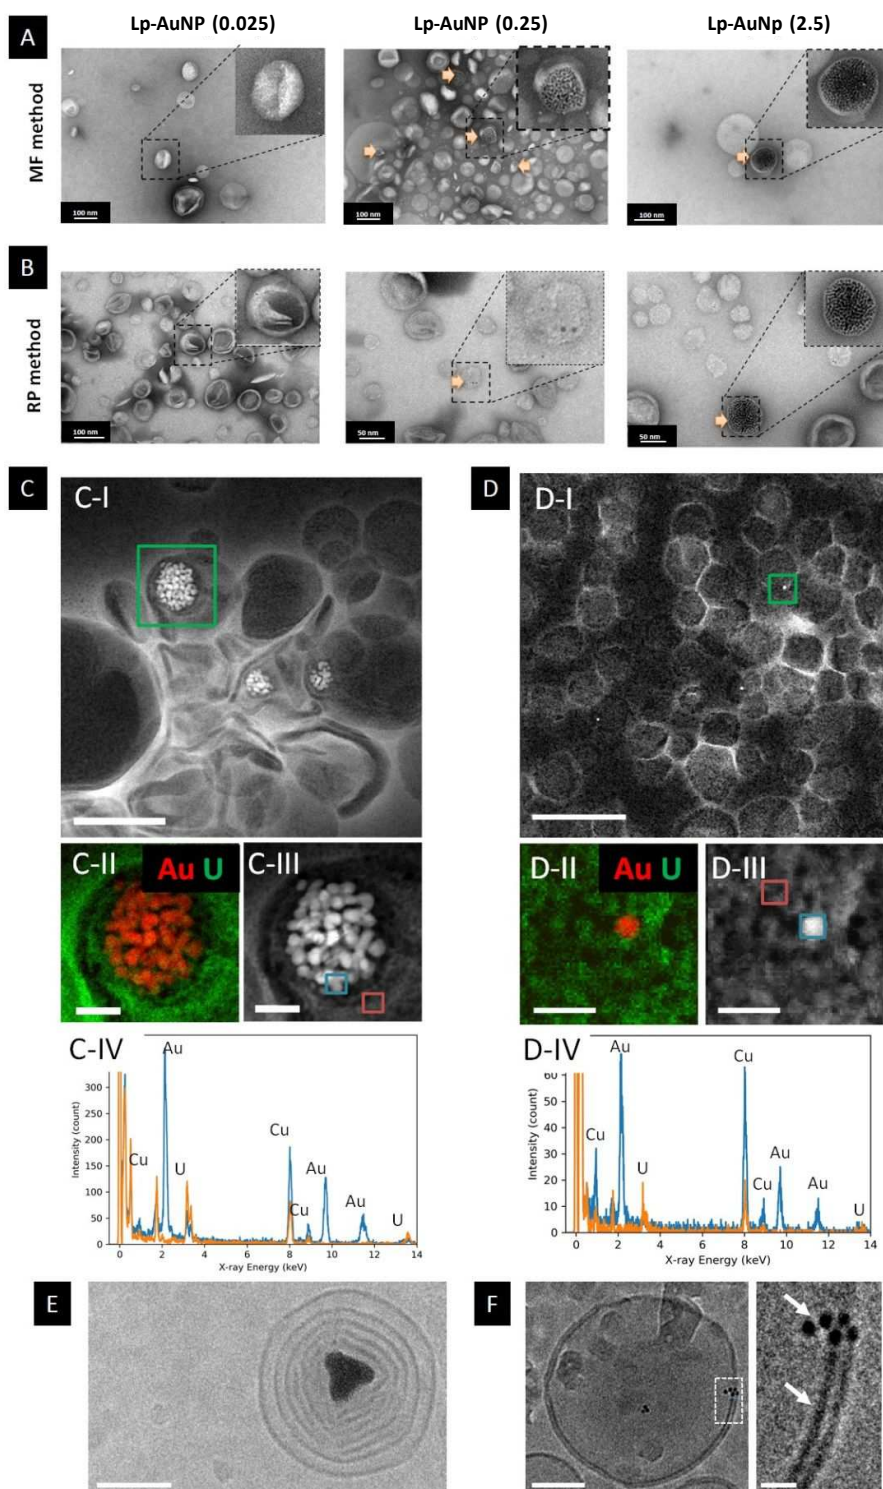 Lp-AuNP (0.025) Lp-AuNP (0.25) Lp-AuNp (2.5)
A
MF method
100 nm
100 nm
100 nm
B
RP method
100 nm
50 nm
50 nm
C
C-I
D
D-I
C-II Au U C-III
D-II Au U D-III
C-IV
Intensity (count)
300
250
200
150
100
50
0
Cu
Au
U
Cu
Cu
Au
Au
U
0 2 4 6 8 10 12 14
X-ray Energy (keV)
D-IV
Intensity (count)
60
50
40
30
20
10
0
Cu
Au
U
Cu
Cu
Au
Au
U
0 2 4 6 8 10 12 14
X-ray Energy (keV)
E
F